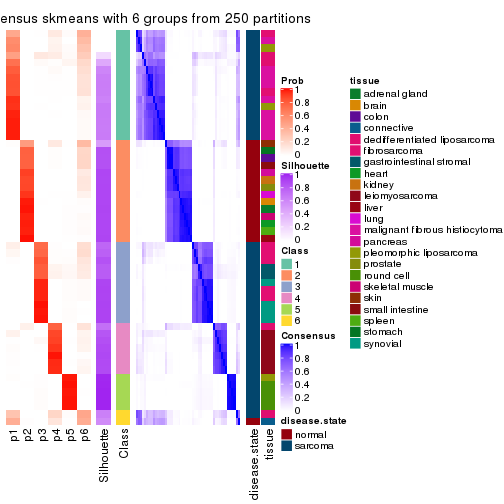 ensus skmeans with 6 groups from 250 partitions
p1
p2
p3
p4
p5
p6
Silhouette
Class
disease.state
tissue
Prob
1
0.8
0.6
0.4
0.2
0
Silhouette
1
0.8
0.6
0.4
0.2
0
Class
1
2
3
4
5
6
Consensus
1
0.8
0.6
0.4
0.2
0
disease.state
normal
sarcoma
tissue
adrenal gland
brain
colon
connective
dedifferentiated liposarcoma
fibrosarcoma
gastrointestinal stromal
heart
kidney
leiomyosarcoma
liver
lung
malignant fibrous histiocytoma
pancreas
pleomorphic liposarcoma
prostate
round cell
skeletal muscle
skin
small intestine
spleen
stomach
synovial